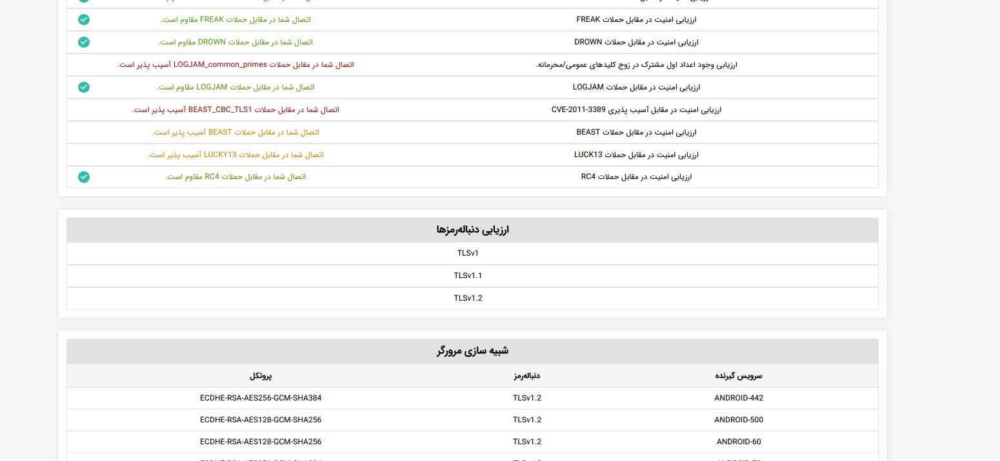 ارزیابی امنیت در مقابل حملات FREAK اتصال شما در مقابل حملات FREAK مقاوم است.
ارزیابی امنیت در مقابل حملات DROWN اتصال شما در مقابل حملات DROWN مقاوم است.
ارزیابی وجود اعداد اول مشترک در زوج کلیدهای عمومی/محرمانه. اتصال شما در مقابل حملات LOGJAM_common_primes آسیب پذیر است.
ارزیابی امنیت در مقابل حملات LOGJAM اتصال شما در مقابل حملات LOGJAM مقاوم است.
ارزیابی امنیت در مقابل آسیب پذیری CVE-2011-3389 اتصال شما در مقابل حملات BEAST_CBC_TLS1 آسیب پذیر است.
ارزیابی امنیت در مقابل حملات BEAST اتصال شما در مقابل حملات BEAST آسیب پذیر است.
ارزیابی امنیت در مقابل حملات LUCK13 اتصال شما در مقابل حملات LUCKY13 آسیب پذیر است.
ارزیابی امنیت در مقابل حملات RC4 اتصال شما در مقابل حملات RC4 مقاوم است.
ارزیابی دنباله‌رمزها
TLSv1
TLSv1.1
TLSv1.2
شبیه سازی مرورگر
سرویس گیرنده دنباله‌رمز پروتکل
ANDROID-442 TLSv1.2 ECDHE-RSA-AES256-GCM-SHA384
ANDROID-500 TLSv1.2 ECDHE-RSA-AES128-GCM-SHA256
ANDROID-60 TLSv1.2 ECDHE-RSA-AES128-GCM-SHA256